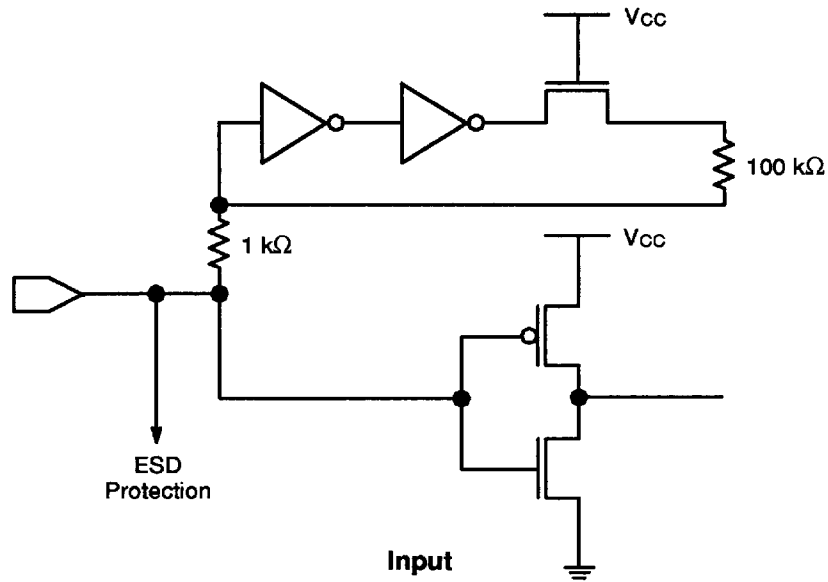 VCC
100 kΩ
1 kΩ
VCC
ESD
Protection
Input